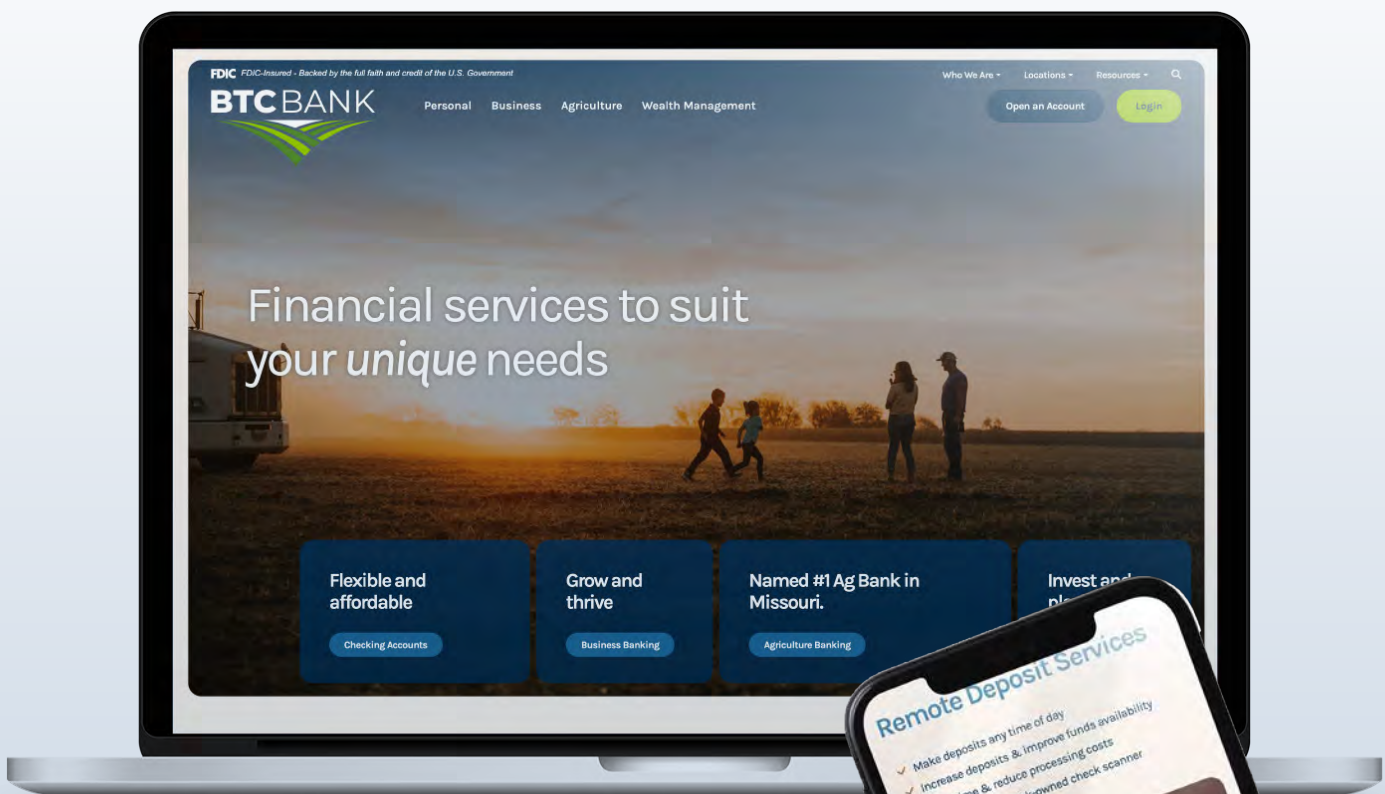 FDIC FDIC-Insured - Backed by the full faith and credit of the U.S. Government
Who We Are
Locations
Resources
BTC BANK
Personal
Business
Agriculture
Wealth Management
Open an Account
Login
Financial services to suit
your unique needs
Flexible and
affordable
Checking Accounts
Grow and
thrive
Business Banking
Named #1 Ag Bank in
Missouri.
Agriculture Banking
Invest and
Remote Deposit Services
Make deposits any time of day
Increase deposits & improve funds availability
& reduce processing costs
check scanner